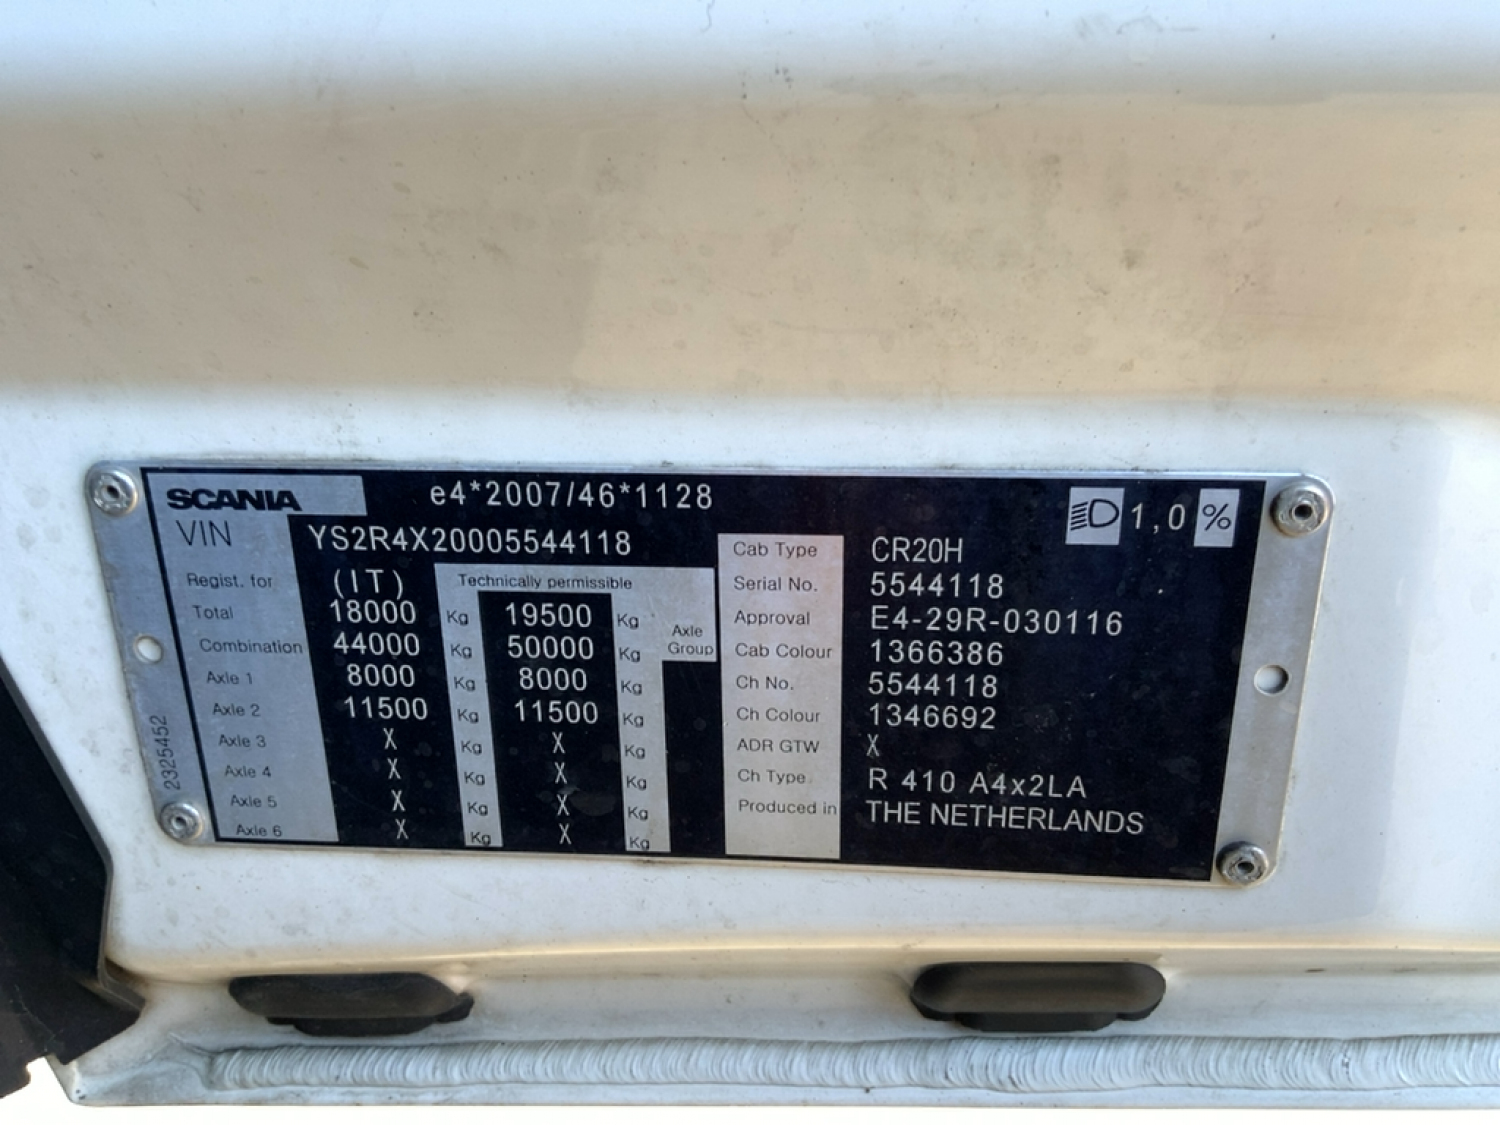 SCANIA e4*2007/46*1128 1,0 %
VIN YS2R4X20005544118
Regist. for (IT) Technically permissible
Total 18000 Kg 19500 Kg
Combination 44000 Kg 50000 Kg Axle Group
Axle 1 8000 Kg 8000 Kg
Axle 2 11500 Kg 11500 Kg
Axle 3 X Kg X Kg
Axle 4 X Kg X Kg
Axle 5 X Kg X Kg
Axle 6 X Kg X Kg
2325452
Cab Type CR20H
Serial No. 5544118
Approval E4-29R-030116
Cab Colour 1366386
Ch No. 5544118
Ch Colour 1346692
ADR GTW X
Ch Type R 410 A4x2LA
Produced in THE NETHERLANDS